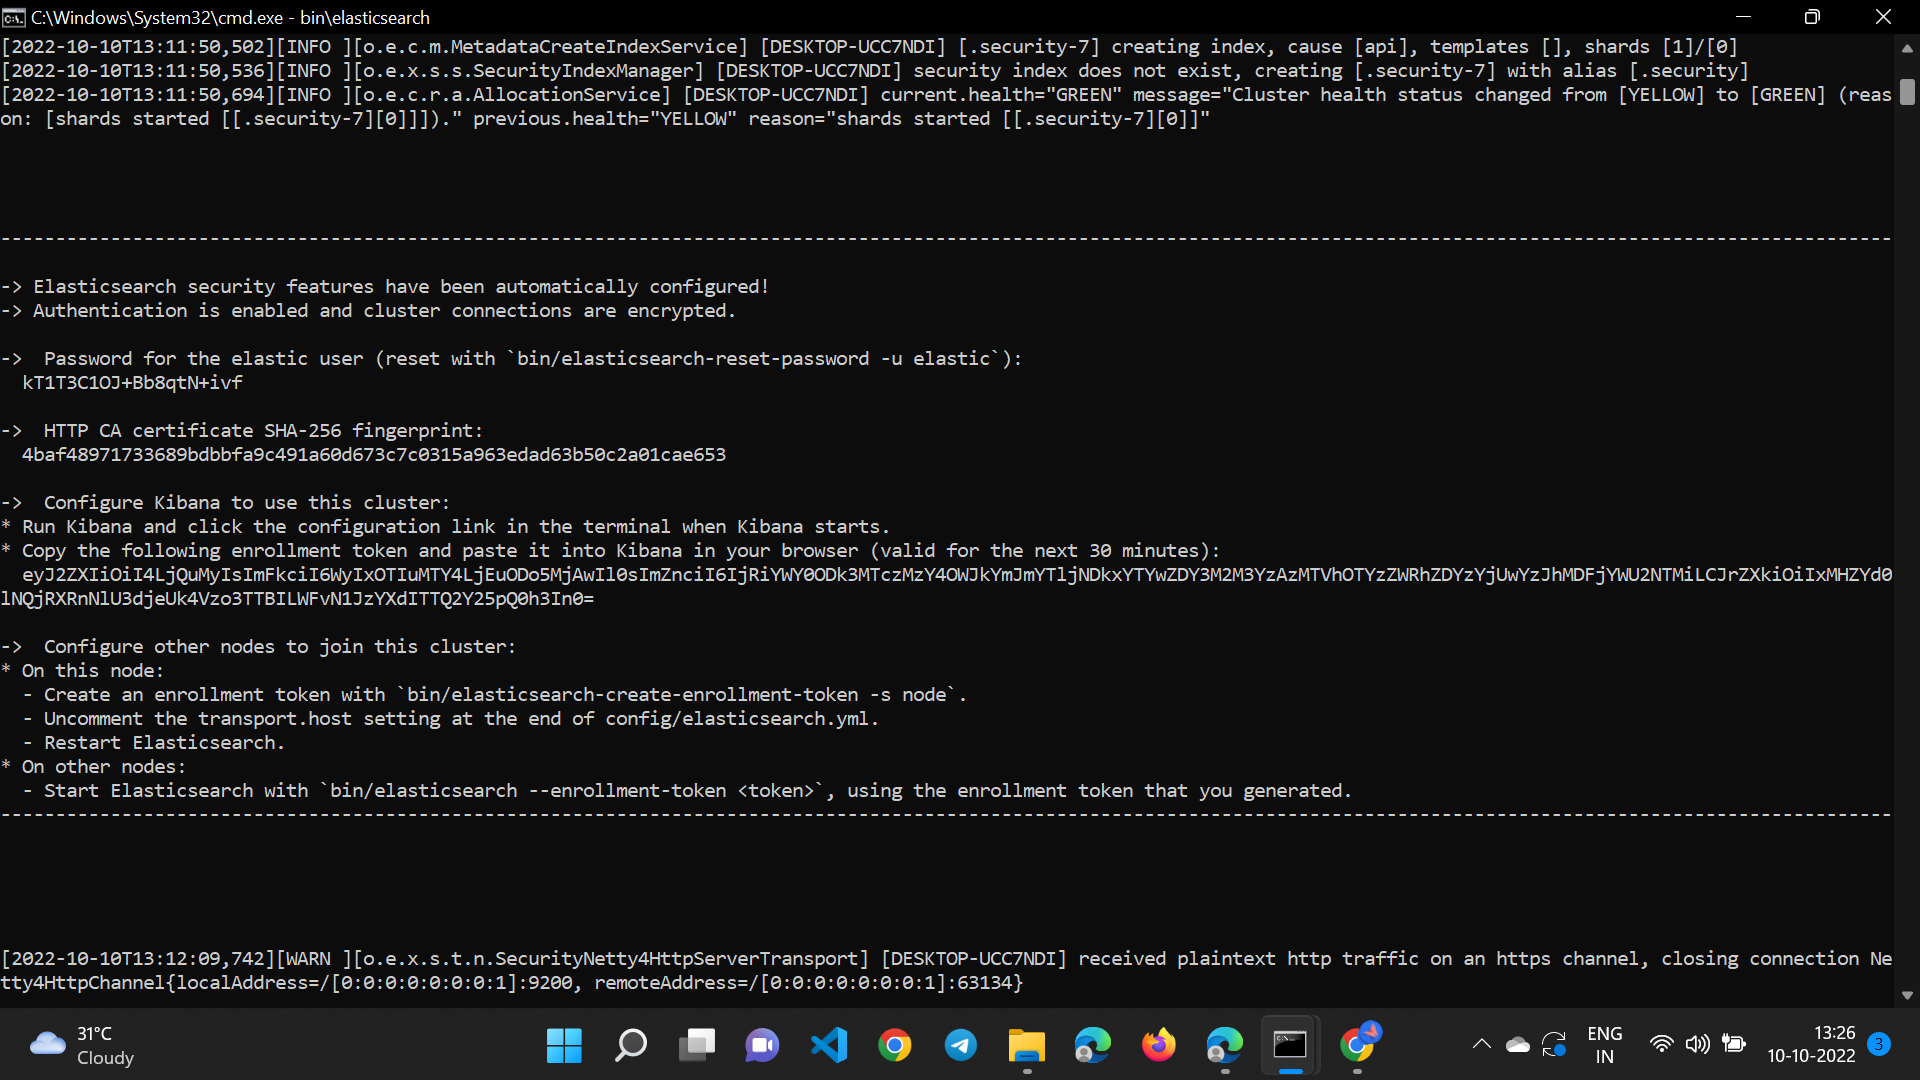 C:\Windows\System32\cmd.exe - bin\elasticsearch
[2022-10-10T13:11:50,502][INFO ][o.e.c.m.MetadataCreateIndexService] [DESKTOP-UCC7NDI] [.security-7] creating index, cause [api], templates [], shards [1]/[0]
[2022-10-10T13:11:50,536][INFO ][o.e.x.s.s.SecurityIndexManager] [DESKTOP-UCC7NDI] security index does not exist, creating [.security-7] with alias [.security]
[2022-10-10T13:11:50,694][INFO ][o.e.c.r.a.AllocationService] [DESKTOP-UCC7NDI] current.health="GREEN" message="Cluster health status changed from [YELLOW] to [GREEN] (reas
on: [shards started [[.security-7][0]]])." previous.health="YELLOW" reason="shards started [[.security-7][0]]"
----------------------------------------------------------------------------------------------------------------------------------------------------------------------------
-> Elasticsearch security features have been automatically configured!
-> Authentication is enabled and cluster connections are encrypted.
->  Password for the elastic user (reset with `bin/elasticsearch-reset-password -u elastic`):
  kT1T3C1OJ+Bb8qtN+ivf
->  HTTP CA certificate SHA-256 fingerprint:
  4baf48971733689bdbbfa9c491a60d673c7c0315a963edad63b50c2a01cae653
->  Configure Kibana to use this cluster:
* Run Kibana and click the configuration link in the terminal when Kibana starts.
* Copy the following enrollment token and paste it into Kibana in your browser (valid for the next 30 minutes):
  eyJ2ZXIiOiI4LjQuMyIsImFkciI6WyIxOTIuMTY4LjEuODo5MjAwIl0sImZnciI6IjRiYWY0ODk3MTczMzY4OWJkYmJmYTljNDkxYTYwZDY3M2M3YzAzMTVhOTYzZWRhZDYzYjUwYzJhMDFjYWU2NTMiLCJrZXkiOiIxMHZYd0
lNQjRXRnNlU3djeUk4Vzo3TTBILWFvN1JzYXdITTQ2Y25pQ0h3In0=
->  Configure other nodes to join this cluster:
* On this node:
  - Create an enrollment token with `bin/elasticsearch-create-enrollment-token -s node`.
  - Uncomment the transport.host setting at the end of config/elasticsearch.yml.
  - Restart Elasticsearch.
* On other nodes:
  - Start Elasticsearch with `bin/elasticsearch --enrollment-token <token>`, using the enrollment token that you generated.
----------------------------------------------------------------------------------------------------------------------------------------------------------------------------
[2022-10-10T13:12:09,742][WARN ][o.e.x.s.t.n.SecurityNetty4HttpServerTransport] [DESKTOP-UCC7NDI] received plaintext http traffic on an https channel, closing connection Ne
tty4HttpChannel{localAddress=/[0:0:0:0:0:0:0:1]:9200, remoteAddress=/[0:0:0:0:0:0:0:1]:63134}
31°C
Cloudy
ENG
IN
13:26
10-10-2022
3